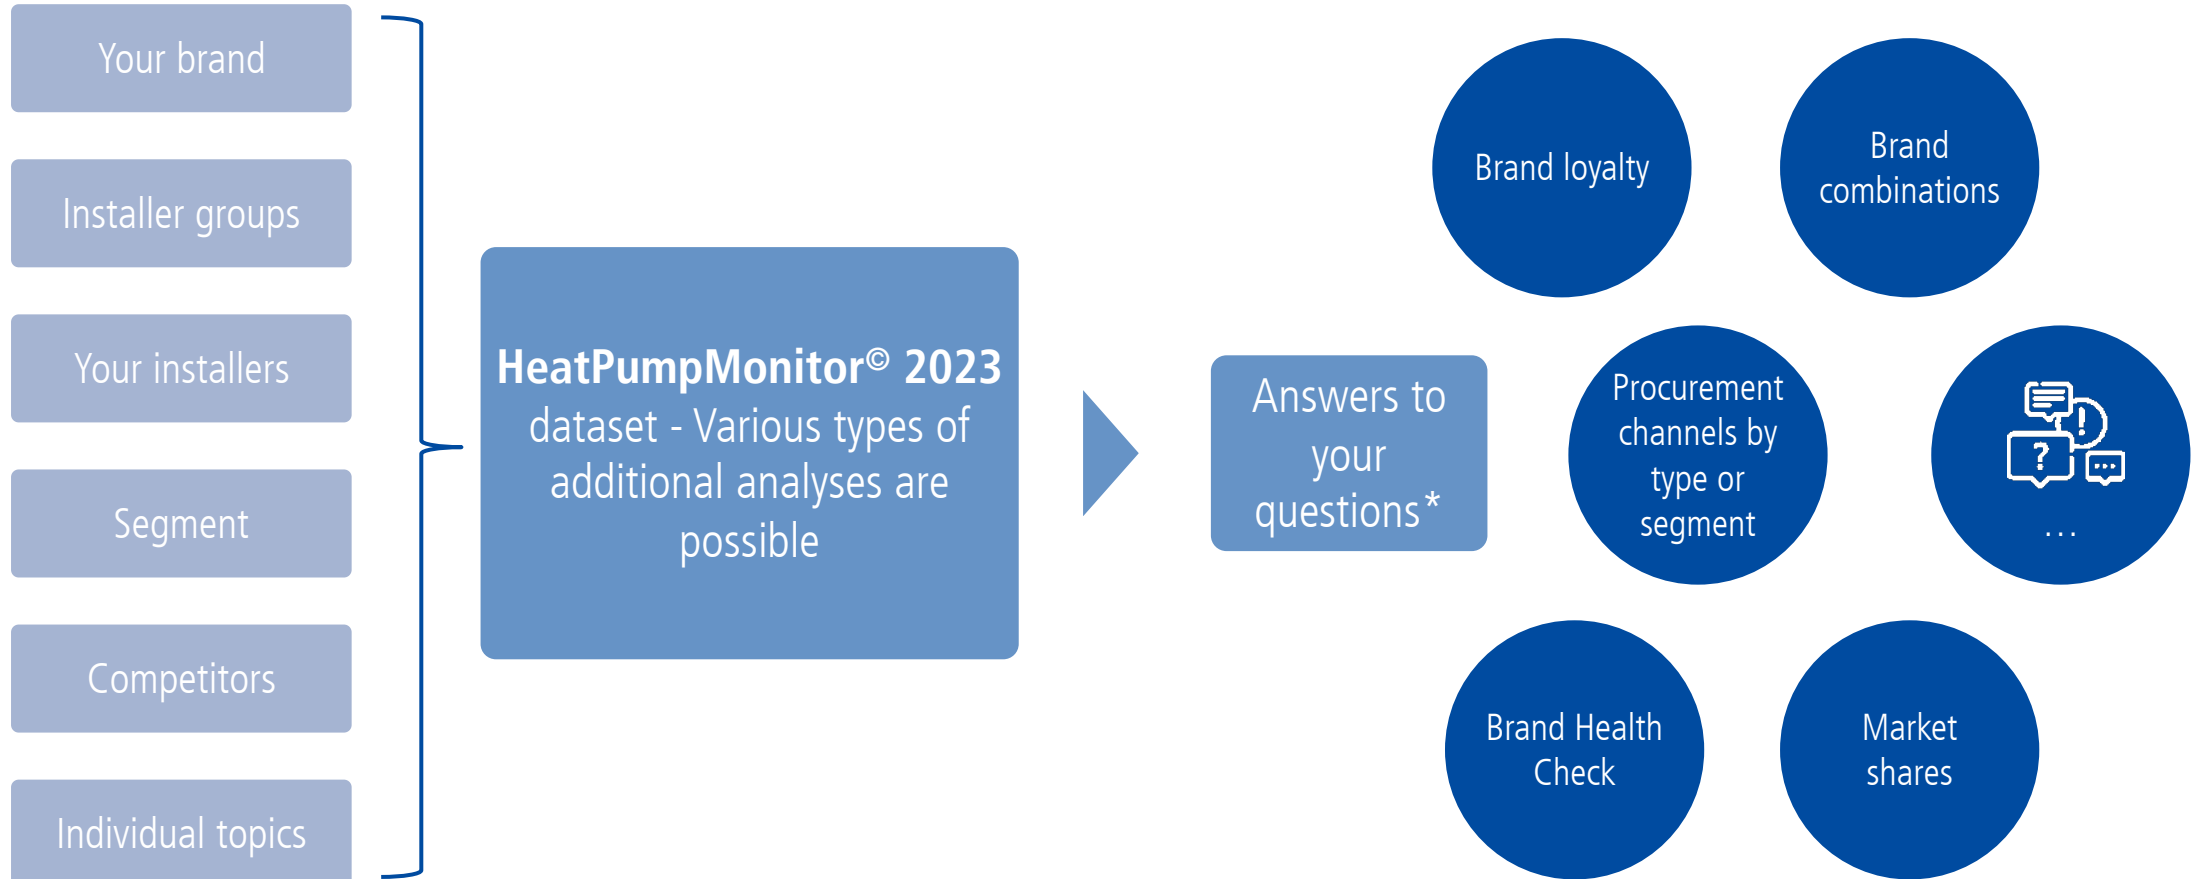 Your brand
Installer groups
Your installers
Segment
Competitors
Individual topics
HeatPumpMonitor© 2023
dataset - Various types of
additional analyses are
possible
Answers to
your
questions*
Brand loyalty
Brand
combinations
Procurement
channels by
type or
segment
!
?
...
…
Brand Health
Check
Market
shares